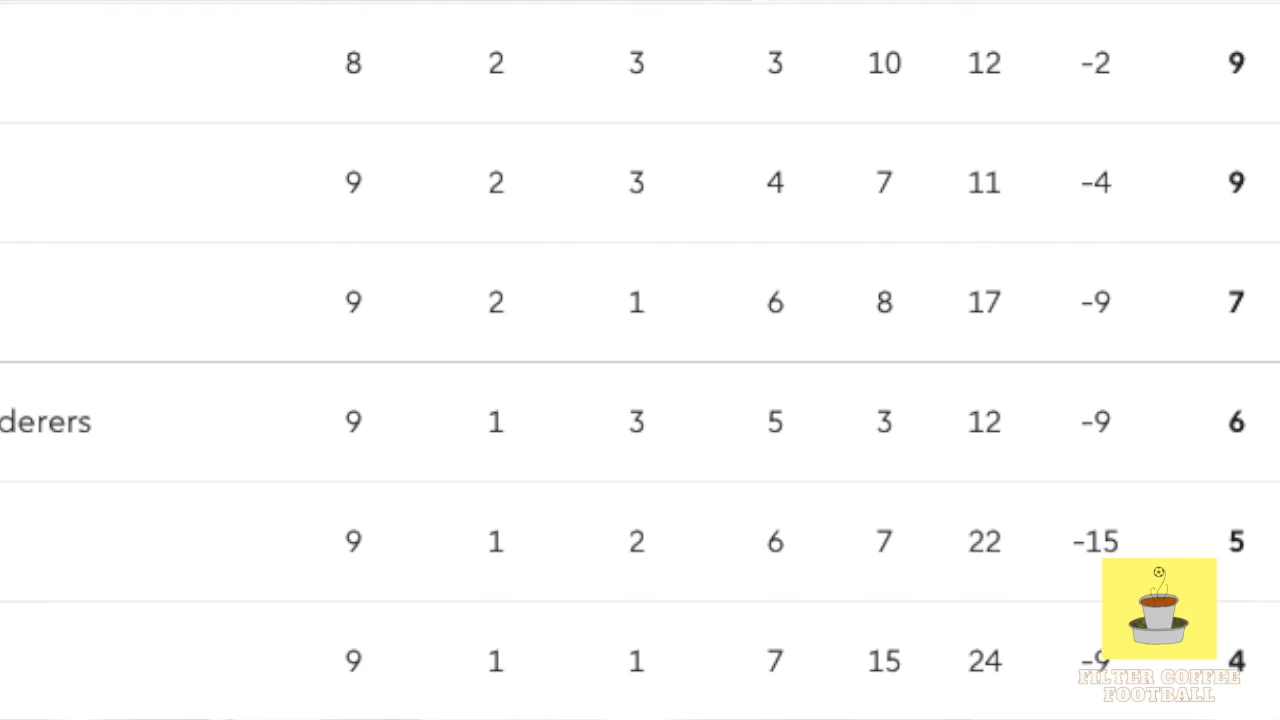 8 2 3 3 10 12 -2 9
9 2 3 4 7 11 -4 9
9 2 1 6 8 17 -9 7
derers 9 1 3 5 3 12 -9 6
9 1 2 6 7 22 -15 5
9 1 1 7 15 24 -9 4
FILTER COFFEE
FOOTBALL